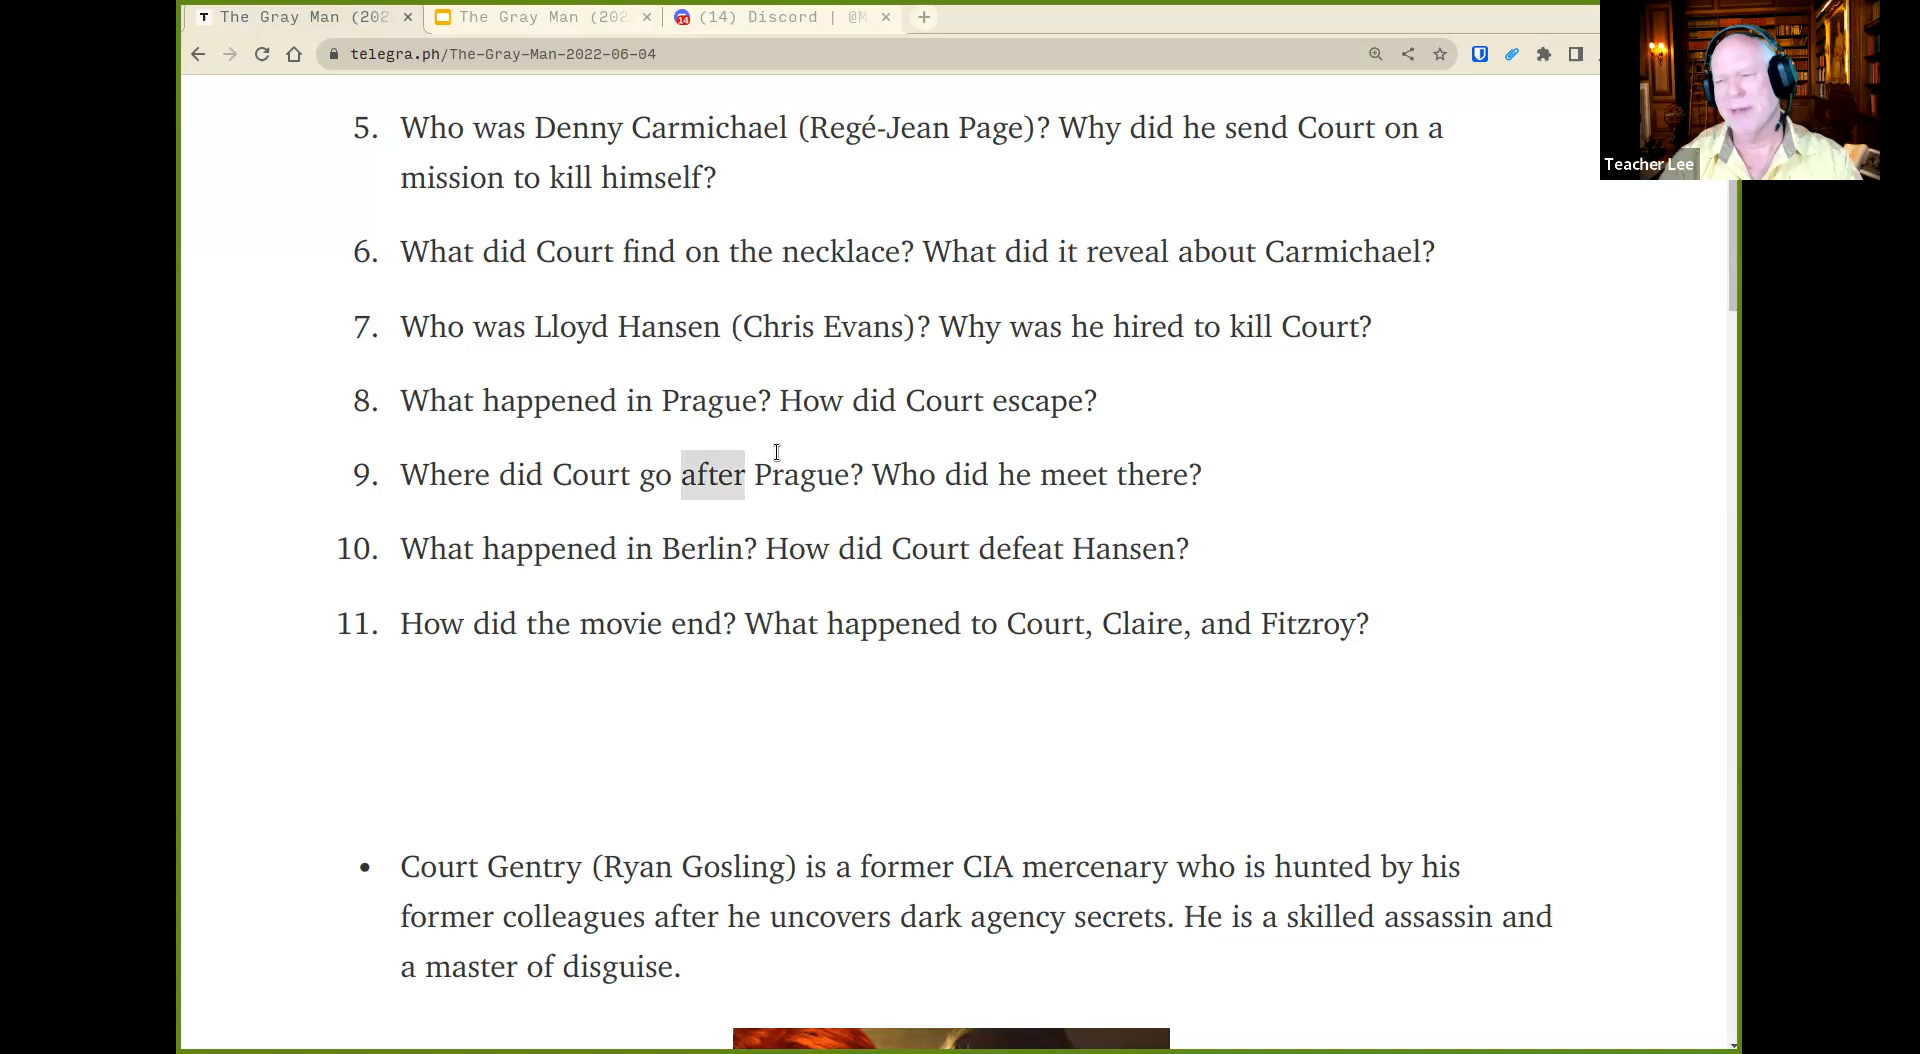 The Gray Man (202
The Gray Man (202
(14) Discord | @M
telegra.ph/The-Gray-Man-2022-06-04
Teacher Lee
5. Who was Denny Carmichael (Regé-Jean Page)? Why did he send Court on a
mission to kill himself?
6. What did Court find on the necklace? What did it reveal about Carmichael?
7. Who was Lloyd Hansen (Chris Evans)? Why was he hired to kill Court?
8. What happened in Prague? How did Court escape?
9. Where did Court go after Prague? Who did he meet there?
10. What happened in Berlin? How did Court defeat Hansen?
11. How did the movie end? What happened to Court, Claire, and Fitzroy?
• Court Gentry (Ryan Gosling) is a former CIA mercenary who is hunted by his
former colleagues after he uncovers dark agency secrets. He is a skilled assassin and
a master of disguise.